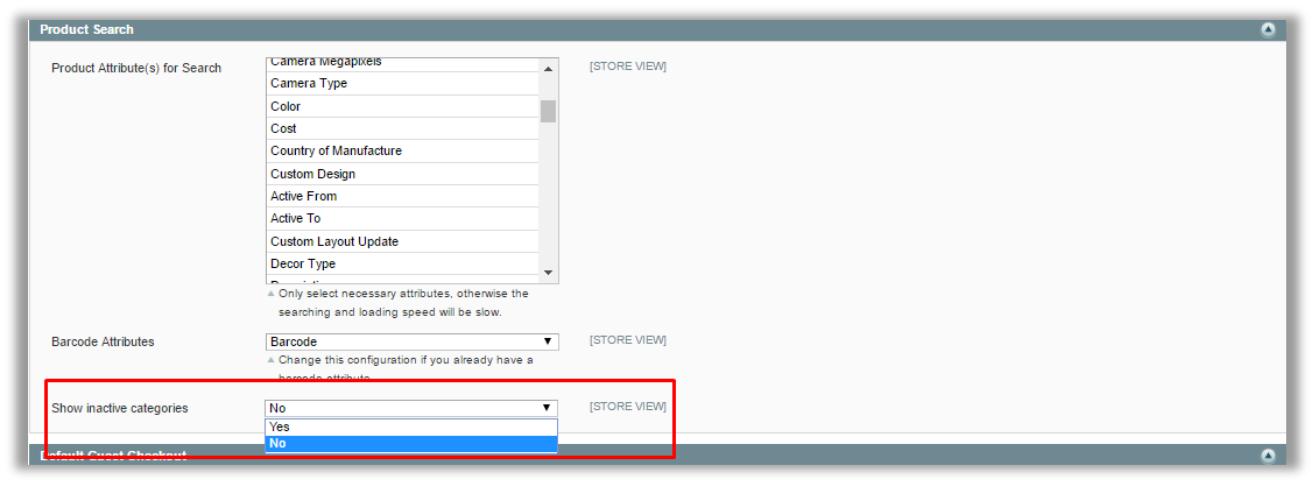 Product Search
Product Attribute(s) for Search
Camera Megapixels
[STORE VIEW]
Camera Type
Color
Cost
Country of Manufacture
Custom Design
Active From
Active To
Custom Layout Update
Decor Type
Only select necessary attributes, otherwise the
searching and loading speed will be slow.
Barcode Attributes
Barcode
[STORE VIEW]
Change this configuration if you already have a
barcode attribute
Show inactive categories
No
[STORE VIEW]
Yes
No
Default Guest Checkout